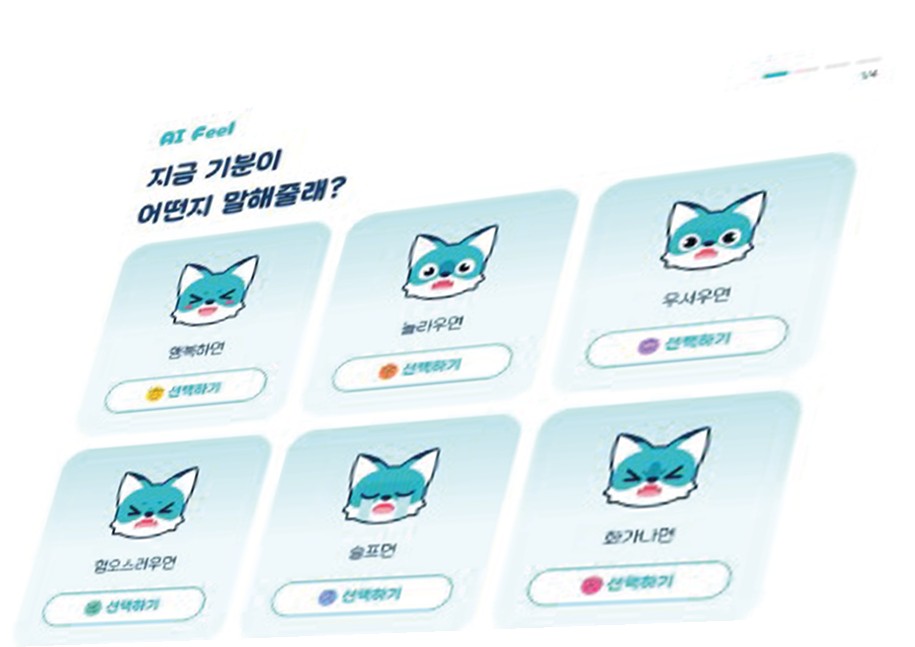 1/4
AI Feel
지금 기분이
어떤지 말해줄래?
행복하면
선택하기
놀라우면
선택하기
무서우면
선택하기
혐오스러우면
선택하기
슬프면
선택하기
화가나면
선택하기